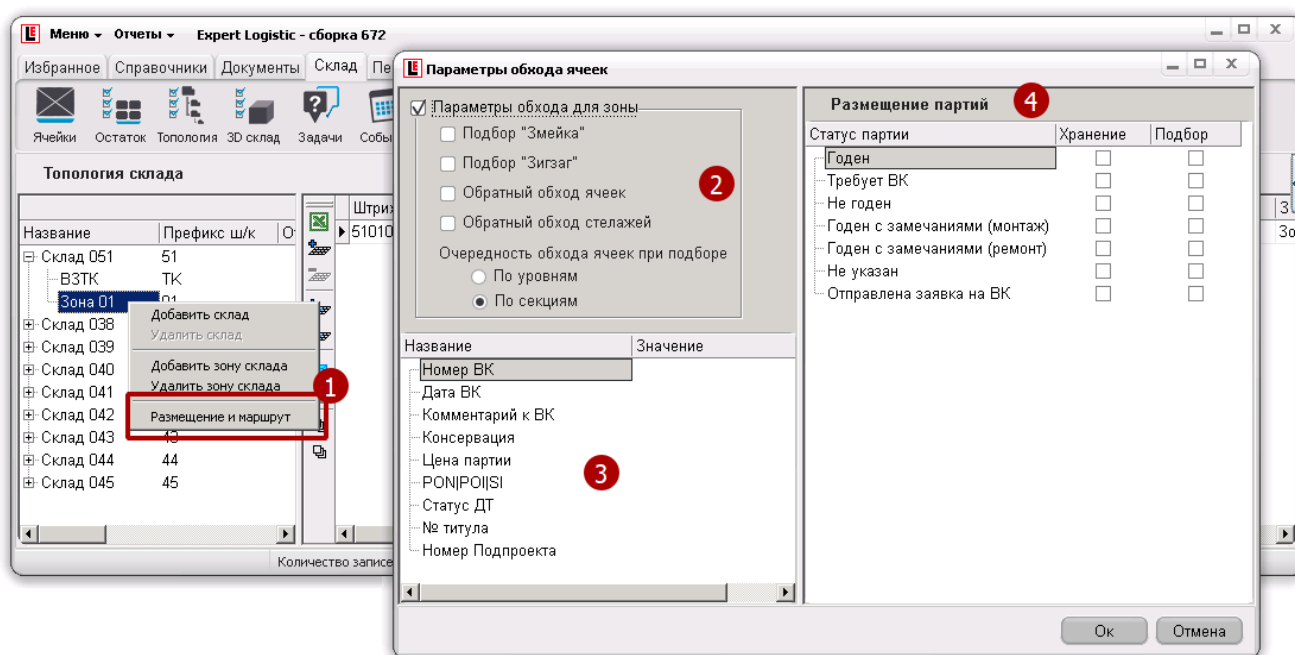 Меню Отчеты Expert Logistic - сборка 672
Избранное Справочники Документы Склад
Ячейки Остаток Топология 3D склад Задачи
Топология склада
Название Префикс ш/к
Склад 051 51
ВЗТК ТК
Зона 01 01
Склад 038
Склад 039
Склад 040
Склад 041
Склад 042
Склад 043 43
Склад 044 44
Склад 045 45
51010
Количество
Добавить склад
Удалить склад
Добавить зону склада
Удалить зону склада
Размещение и маршрут
1
Параметры обхода ячеек
Параметры обхода для зоны
Подбор "Змейка"
Подбор "Зигзаг"
Обратный обход ячеек
Обратный обход стелажей
Очередность обхода ячеек при подборе
По уровням
По секциям
2
Название Значение
Номер ВК
Дата ВК
Комментарий к ВК
Консервация
Цена партии
PON|POI|SI
Статус ДТ
№ титула
Номер Подпроекта
3
Размещение партий
4
Статус партии Хранение Подбор
Годен
Требует ВК
Не годен
Годен с замечаниями (монтаж)
Годен с замечаниями (ремонт)
Не указан
Отправлена заявка на ВК
Ок Отмена